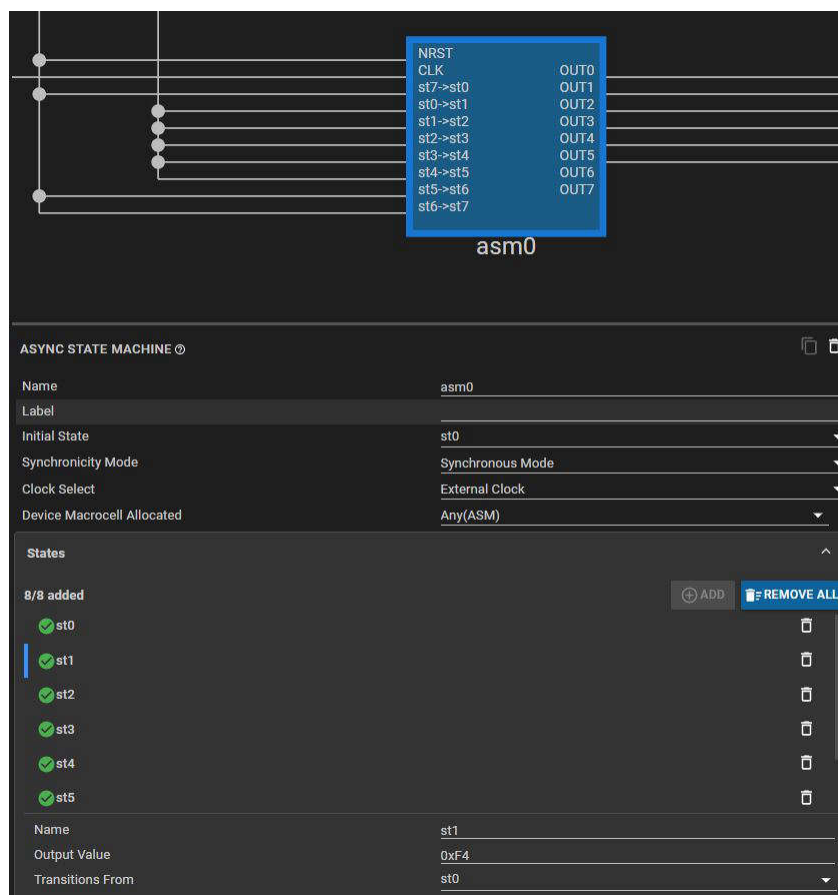 NRST
CLK OUT0
st7->st0 OUT1
st0->st1 OUT2
st1->st2 OUT3
st2->st3 OUT4
st3->st4 OUT5
st4->st5 OUT6
st5->st6 OUT7
st6->st7
asm0
ASYNC STATE MACHINE
Name asm0
Label
Initial State st0
Synchronicity Mode Synchronous Mode
Clock Select External Clock
Device Macrocell Allocated Any(ASM)
States
8/8 added ADD REMOVE ALL
st0
st1
st2
st3
st4
st5
Name st1
Output Value 0xF4
Transitions From st0